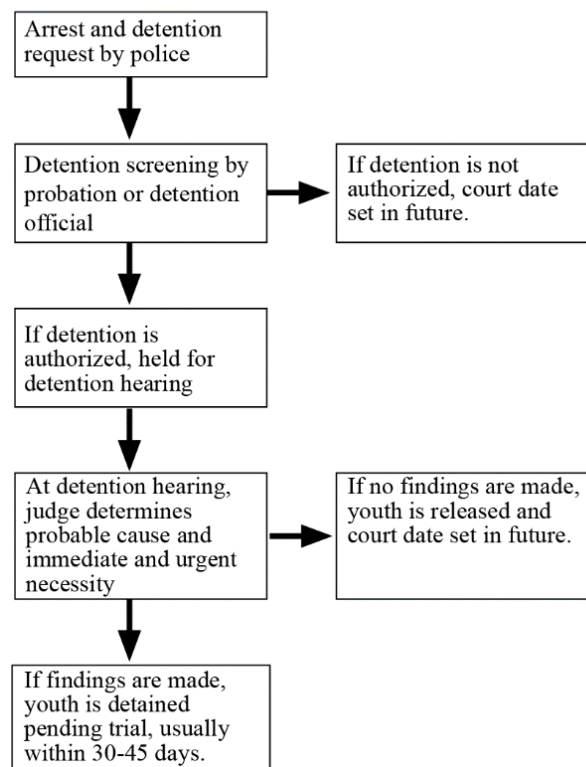 Arrest and detention
request by police
Detention screening by
probation or detention
official
If detention is not
authorized, court date
set in future.
If detention is
authorized, held for
detention hearing
At detention hearing,
judge determines
probable cause and
immediate and urgent
necessity
If no findings are made,
youth is released and
court date set in future.
If findings are made,
youth is detained
pending trial, usually
within 30-45 days.